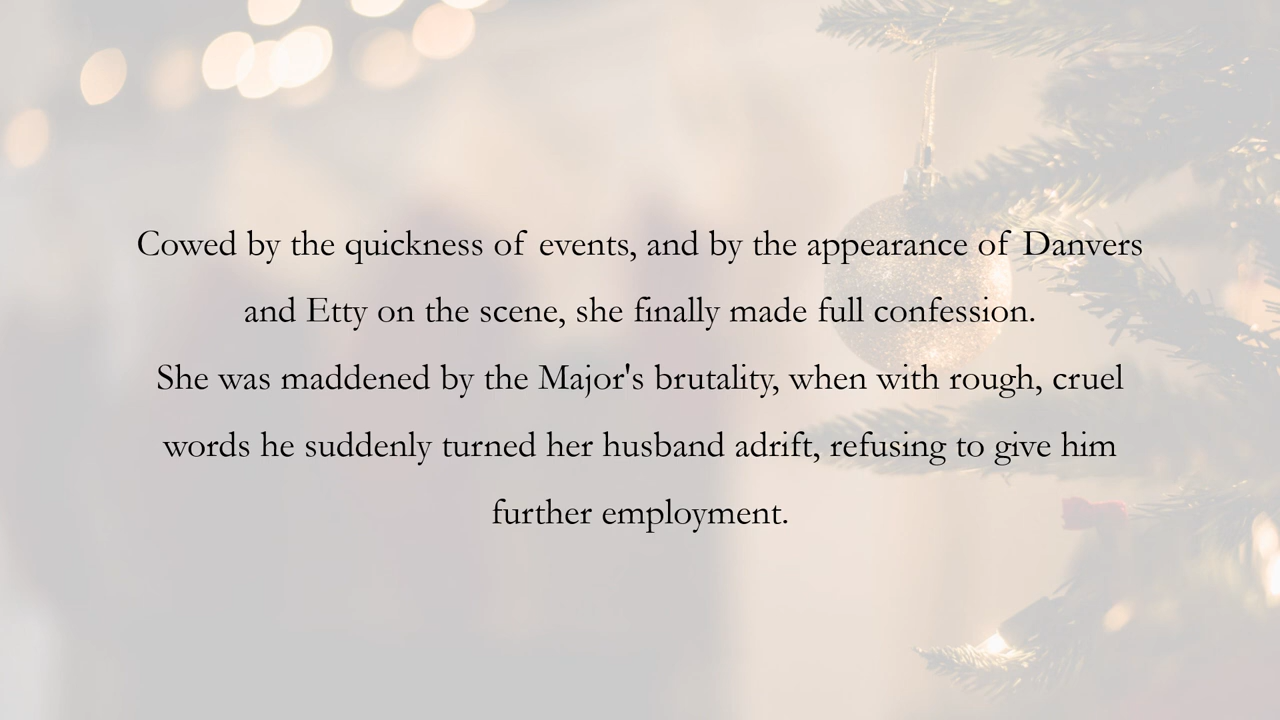 Cowed by the quickness of events, and by the appearance of Danvers
and Etty on the scene, she finally made full confession.
She was maddened by the Major's brutality, when with rough, cruel
words he suddenly turned her husband adrift, refusing to give him
further employment.